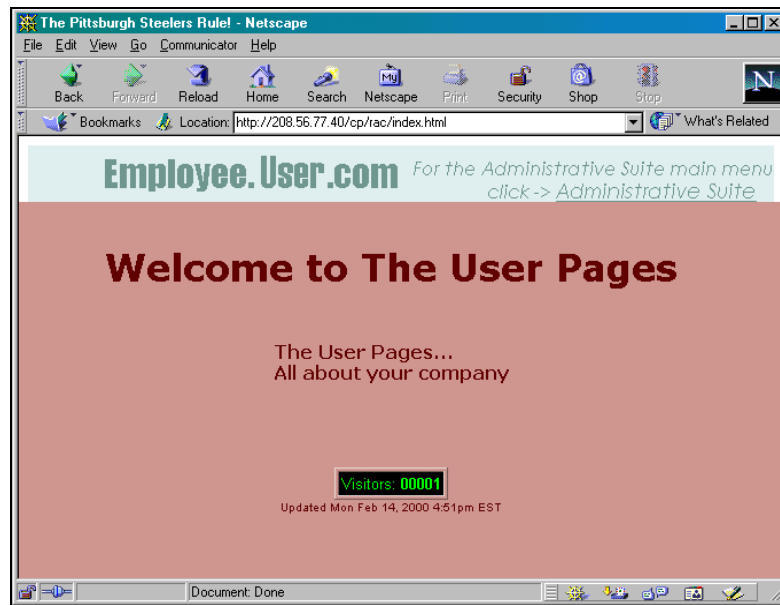 The Pittsburgh Steelers Rule! - Netscape
File Edit View Go Communicator Help
Back Forward Reload Home Search Netscape Print Security Shop Stop
My
N
Bookmarks Location: http://208.56.77.40/cp/rac/index.html What's Related
Employee.User.com For the Administrative Suite main menu
click -> Administrative Suite
Welcome to The User Pages
The User Pages...
All about your company
Visitors: 00001
Updated Mon Feb 14, 2000 4:51pm EST
Document: Done